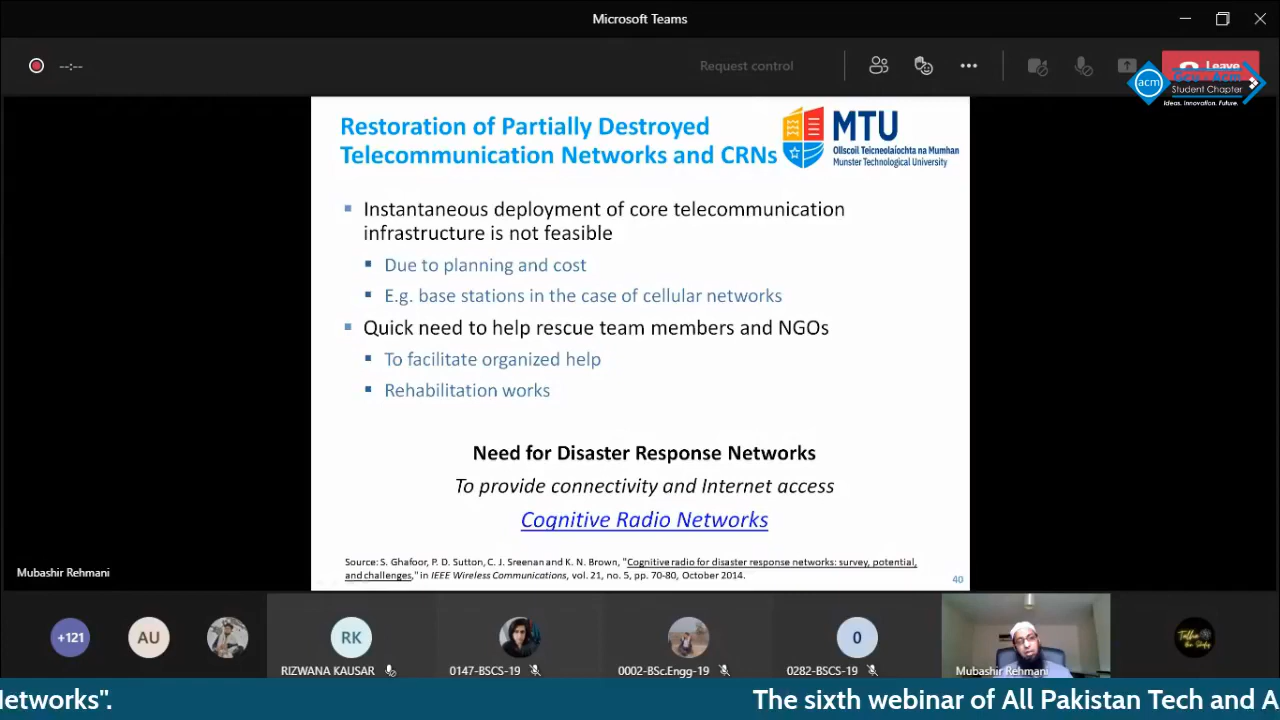 Microsoft Teams
--:--
Request control
Leave
acm
Student Chapter
Ideas. Innovation. Future.
Restoration of Partially Destroyed
Telecommunication Networks and CRNs
MTU
Ollscoil Teicneolaíochta na Mumhan
Munster Technological University
Instantaneous deployment of core telecommunication
infrastructure is not feasible
Due to planning and cost
E.g. base stations in the case of cellular networks
Quick need to help rescue team members and NGOs
To facilitate organized help
Rehabilitation works
Need for Disaster Response Networks
To provide connectivity and Internet access
Cognitive Radio Networks
Source: S. Ghafoor, P. D. Sutton, C. J. Sreenan and K. N. Brown, "Cognitive radio for disaster response networks: survey, potential,
and challenges," in IEEE Wireless Communications, vol. 21, no. 5, pp. 70-80, October 2014.
40
Mubashir Rehmani
+121
AU
RK
0
RIZWANA KAUSAR
0147-BSCS-19
0002-BSc.Engg-19
0282-BSCS-19
Mubashir Rehmani
etworks".
The sixth webinar of All Pakistan Tech and A